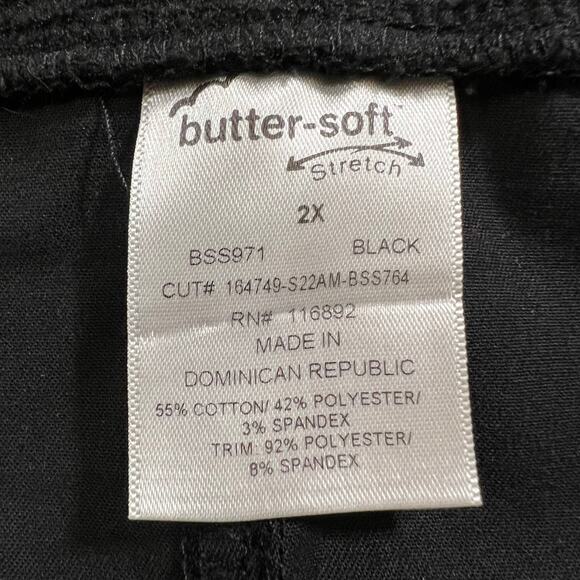 butter-soft™
Stretch
2X
BSS971 BLACK
CUT# 164749-S22AM-BSS764
RN# 116892
MADE IN
DOMINICAN REPUBLIC
55% COTTON/ 42% POLYESTER/
3% SPANDEX
TRIM: 92% POLYESTER/
8% SPANDEX